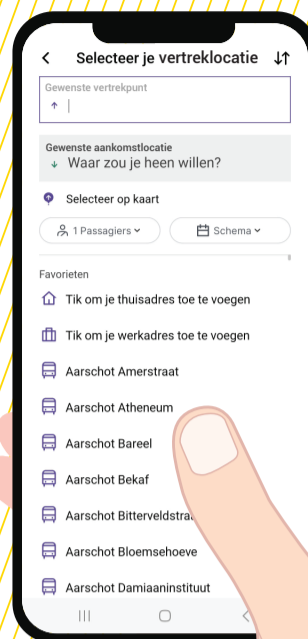 Selecteer je vertreklocatie
Gewenste vertrekpunt
Gewenste aankomstlocatie
Waar zou je heen willen?
Selecteer op kaart
1 Passagiers
Schema
Favorieten
Tik om je thuisadres toe te voegen
Tik om je werkadres toe te voegen
Aarschot Amerstraat
Aarschot Atheneum
Aarschot Bareel
Aarschot Bekaf
Aarschot
Aarschot Bloemsehoeve
Aarschot Damiaaninstituut